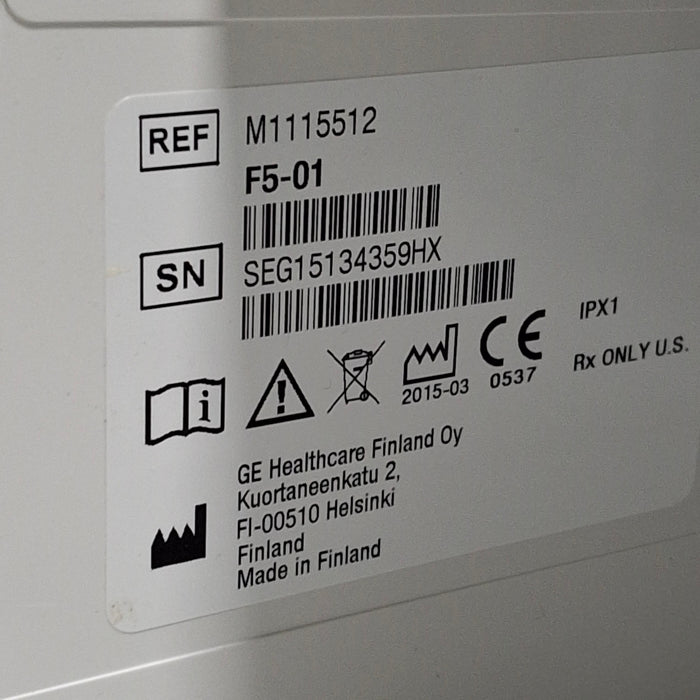 REF M1115512
F5-01
SN SEG15134359HX
IPX1
2015-03 CE 0537 Rx ONLY U.S.
i !
GE Healthcare Finland Oy
Kuortaneenkatu 2,
FI-00510 Helsinki
Finland
Made in Finland